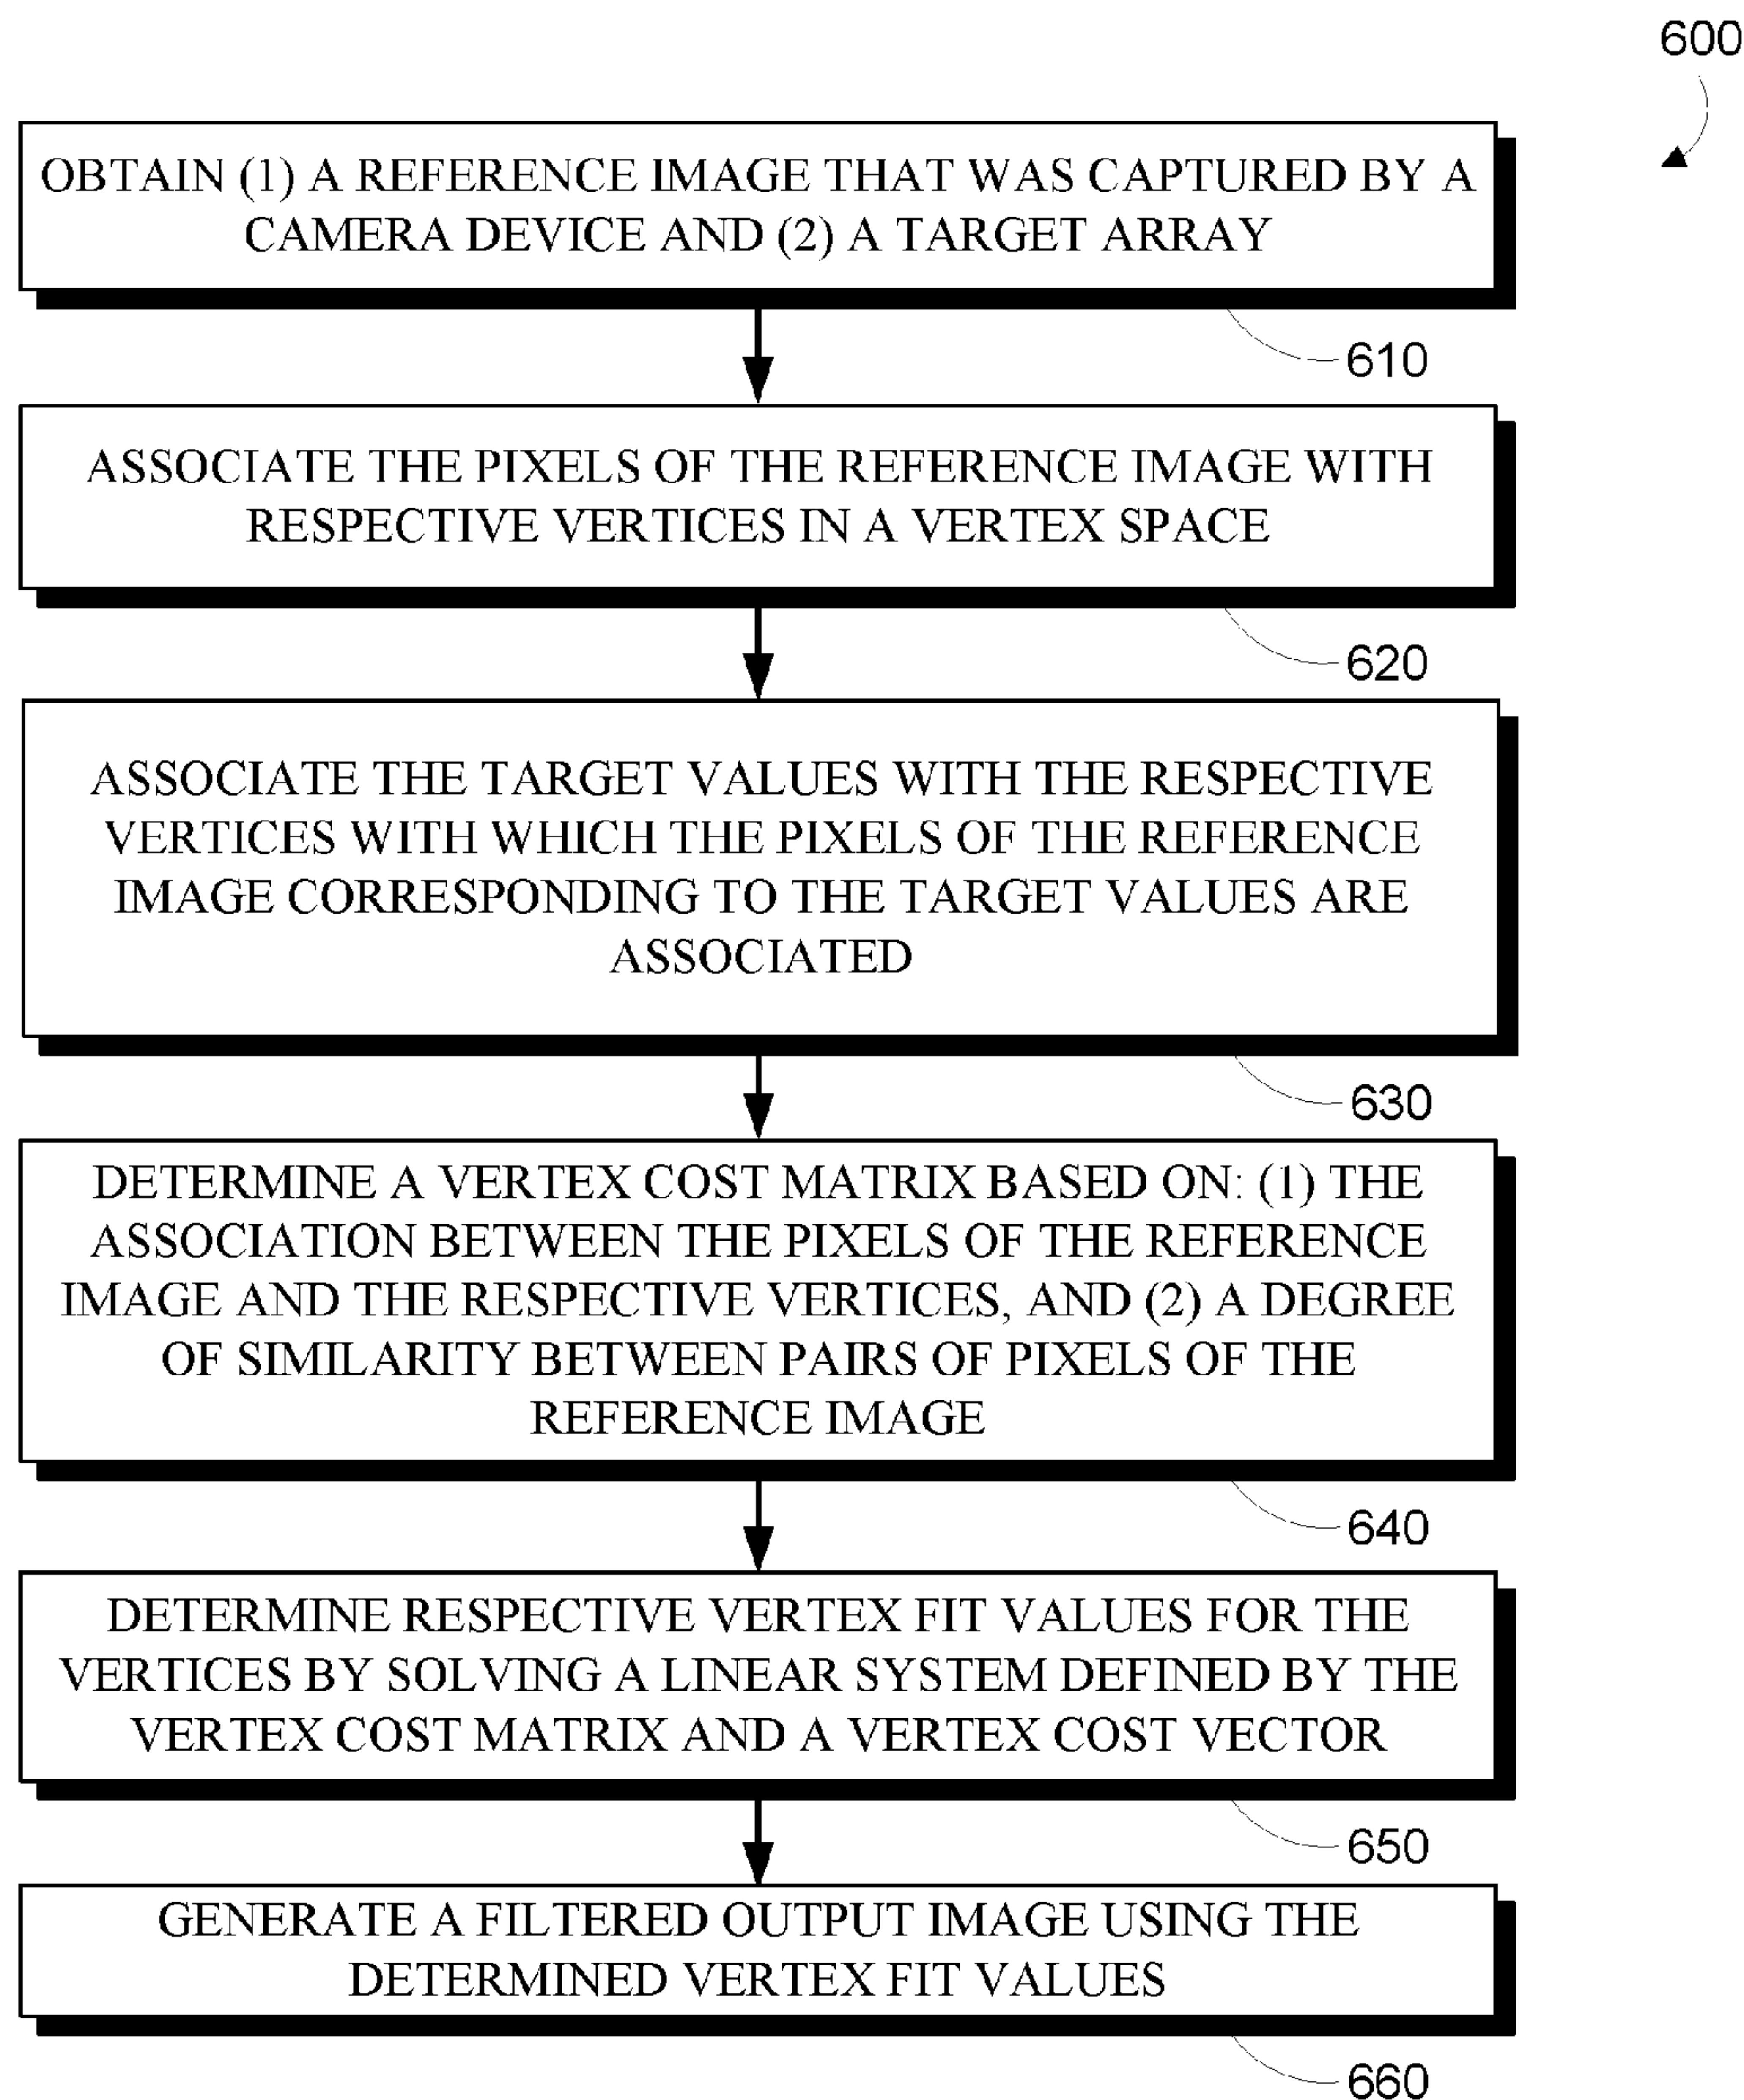 600
OBTAIN (1) A REFERENCE IMAGE THAT WAS CAPTURED BY A
CAMERA DEVICE AND (2) A TARGET ARRAY
610
ASSOCIATE THE PIXELS OF THE REFERENCE IMAGE WITH
RESPECTIVE VERTICES IN A VERTEX SPACE
620
ASSOCIATE THE TARGET VALUES WITH THE RESPECTIVE
VERTICES WITH WHICH THE PIXELS OF THE REFERENCE
IMAGE CORRESPONDING TO THE TARGET VALUES ARE
ASSOCIATED
630
DETERMINE A VERTEX COST MATRIX BASED ON: (1) THE
ASSOCIATION BETWEEN THE PIXELS OF THE REFERENCE
IMAGE AND THE RESPECTIVE VERTICES, AND (2) A DEGREE
OF SIMILARITY BETWEEN PAIRS OF PIXELS OF THE
REFERENCE IMAGE
640
DETERMINE RESPECTIVE VERTEX FIT VALUES FOR THE
VERTICES BY SOLVING A LINEAR SYSTEM DEFINED BY THE
VERTEX COST MATRIX AND A VERTEX COST VECTOR
650
GENERATE A FILTERED OUTPUT IMAGE USING THE
DETERMINED VERTEX FIT VALUES
660